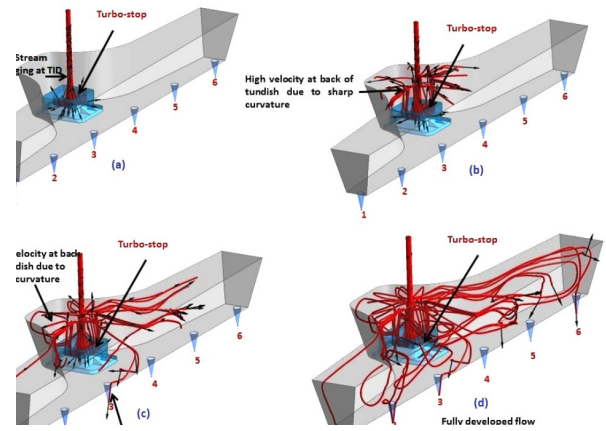 Stream
ging at TID
Turbo-stop
6
5
4
3
2
(a)
High velocity at back of
tundish due to sharp
curvature
Turbo-stop
6
5
4
3
2
1
(b)
elocity at back
dish due to
curvature
Turbo-stop
6
5
4
3
(c)
Turbo-stop
6
5
4
3
(d)
Fully developed flow